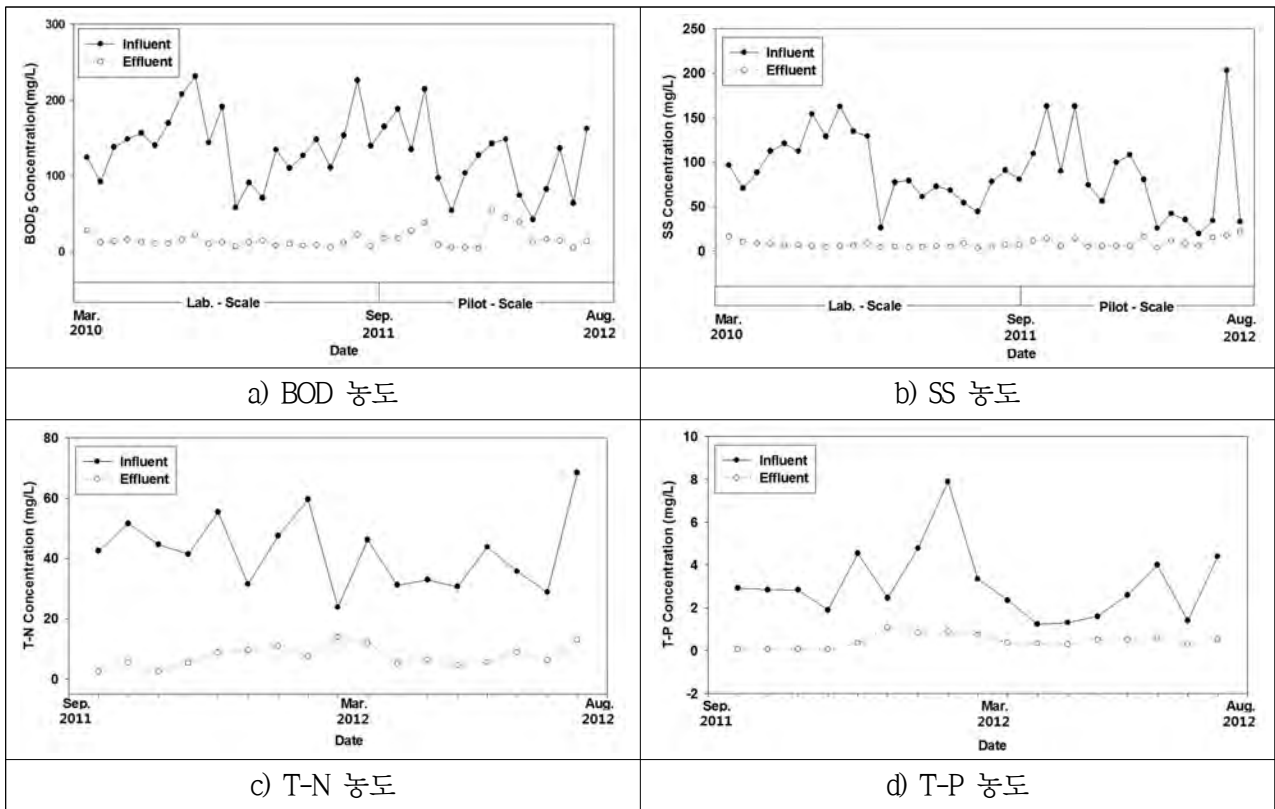 300
200
100
0
BOD5 Concentration(mg/L)
Influent
Effluent
Lab. - Scale
Pilot - Scale
Mar.
2010
Sep.
2011
Aug.
2012
Date
a) BOD 농도
250
200
150
100
50
0
SS Concentration (mg/L)
Influent
Effluent
Lab. - Scale
Pilot - Scale
Mar.
2010
Sep.
2011
Aug.
2012
Date
b) SS 농도
80
60
40
20
0
T-N Concentration (mg/L)
Influent
Effluent
Sep.
2011
Mar.
2012
Aug.
2012
Date
c) T-N 농도
10
8
6
4
2
0
-2
T-P Concentration (mg/L)
Influent
Effluent
Sep.
2011
Mar.
2012
Aug.
2012
Date
d) T-P 농도